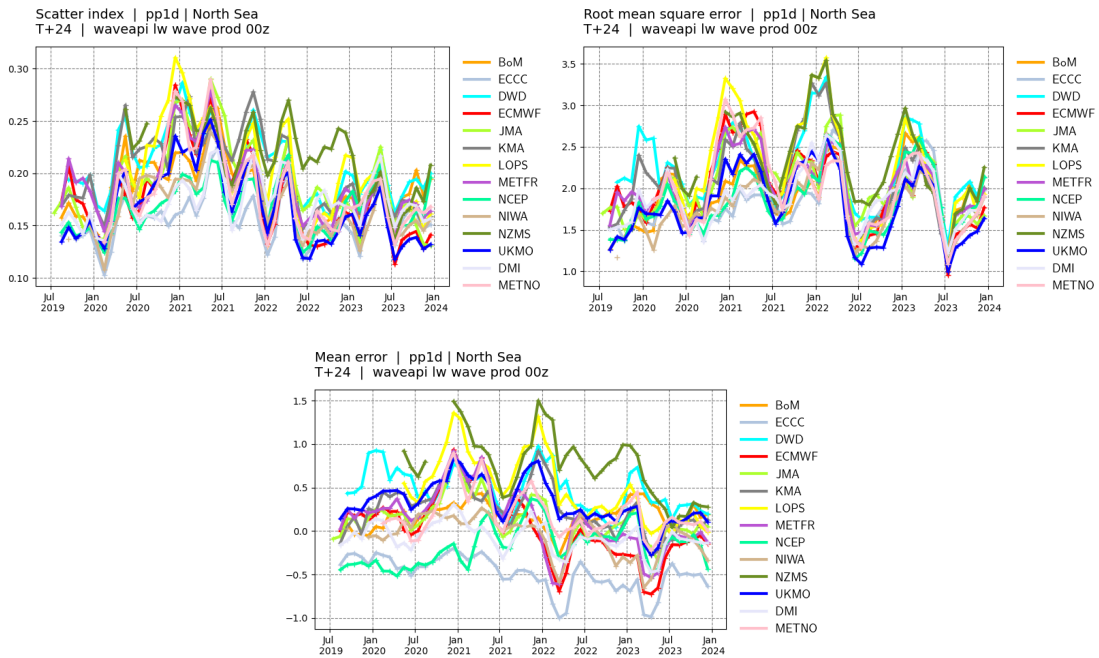 Scatter index | pp1d | North Sea
T+24 | waveapi lw wave prod 00z
0.30
0.25
0.20
0.15
0.10
Jul 2019
Jan 2020
Jul 2020
Jan 2021
Jul 2021
Jan 2022
Jul 2022
Jan 2023
Jul 2023
Jan 2024
BoM
ECCC
DWD
ECMWF
JMA
KMA
LOPS
METFR
NCEP
NIWA
NZMS
UKMO
DMI
METNO
Root mean square error | pp1d | North Sea
T+24 | waveapi lw wave prod 00z
3.5
3.0
2.5
2.0
1.5
1.0
Jul 2019
Jan 2020
Jul 2020
Jan 2021
Jul 2021
Jan 2022
Jul 2022
Jan 2023
Jul 2023
Jan 2024
BoM
ECCC
DWD
ECMWF
JMA
KMA
LOPS
METFR
NCEP
NIWA
NZMS
UKMO
DMI
METNO
Mean error | pp1d | North Sea
T+24 | waveapi lw wave prod 00z
1.5
1.0
0.5
0.0
−0.5
−1.0
Jul 2019
Jan 2020
Jul 2020
Jan 2021
Jul 2021
Jan 2022
Jul 2022
Jan 2023
Jul 2023
Jan 2024
BoM
ECCC
DWD
ECMWF
JMA
KMA
LOPS
METFR
NCEP
NIWA
NZMS
UKMO
DMI
METNO